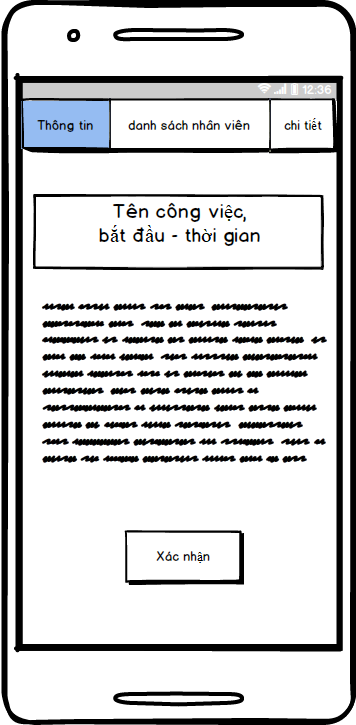 12:36
Thông tin
danh sách nhân viên
chi tiết
Tên công việc,
bắt đầu - thời gian
Xác nhận